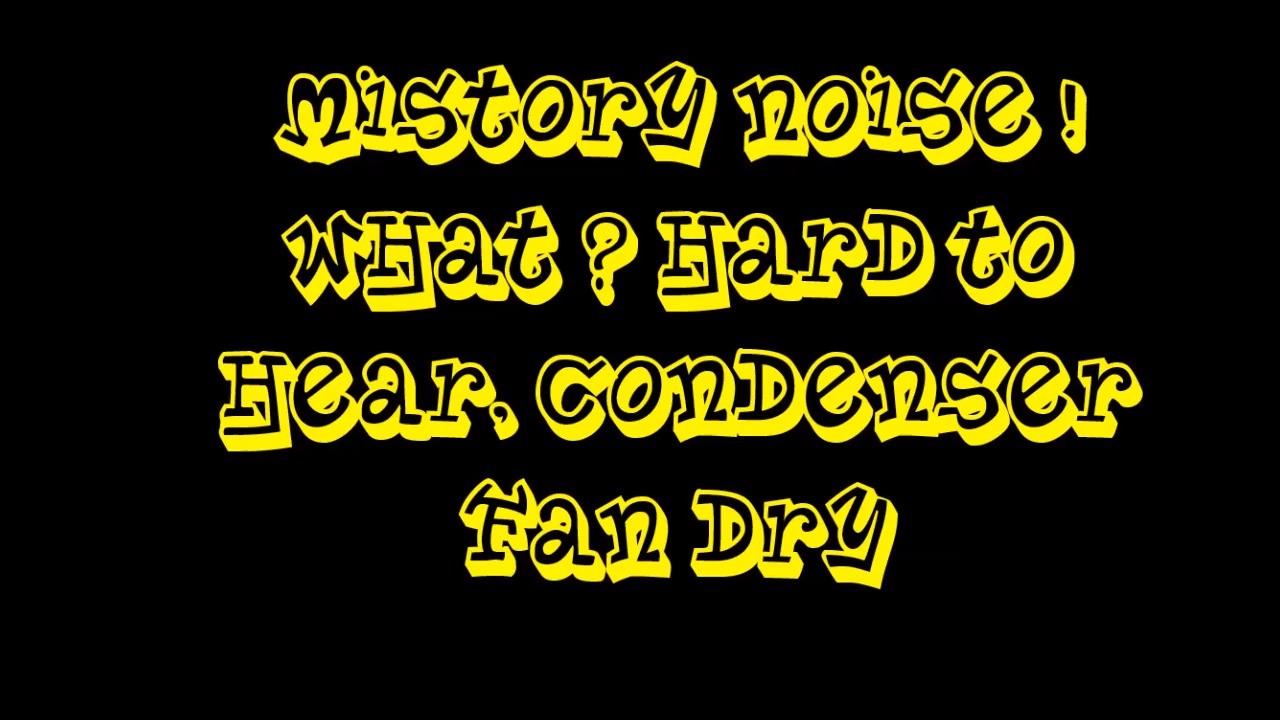 Mistory noise !
What ? Hard to
Hear, Condenser
Fan Dry